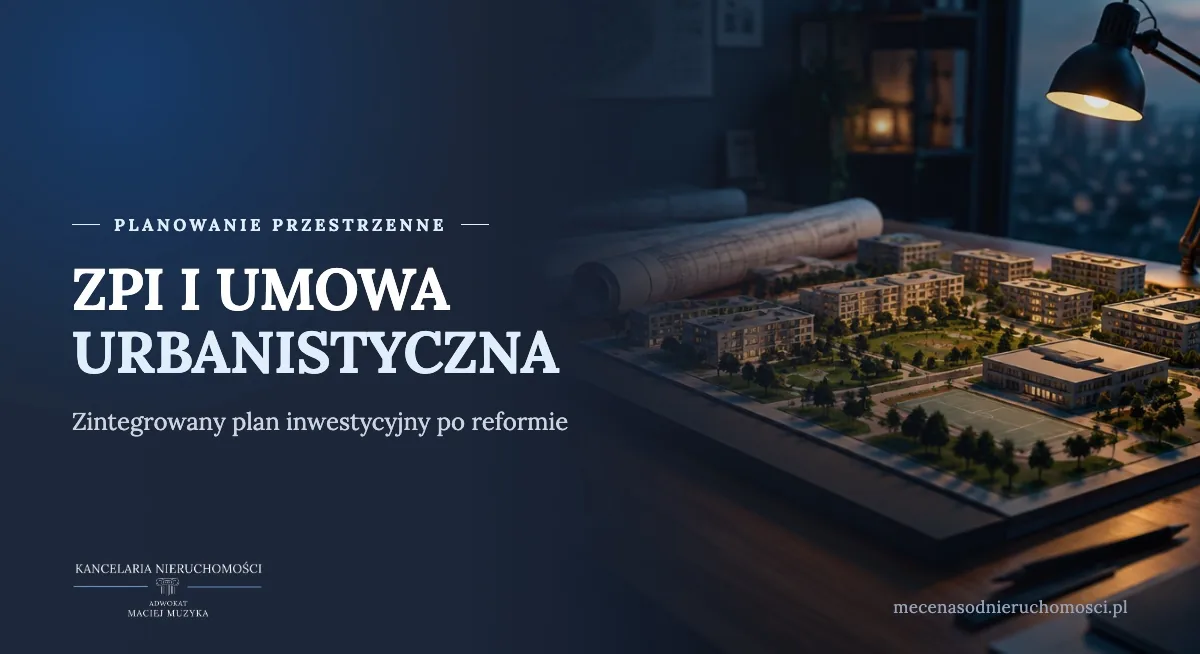 PLANOWANIE PRZESTRZENNE
ZPI I UMOWA
URBANISTYCZNA
Zintegrowany plan inwestycyjny po reformie
KANCELARIA NIERUCHOMOŚCI
ADWOKAT
MACIEJ MUZYKA
mecenasodnieruchomosci.pl